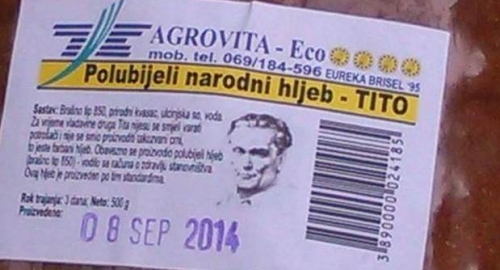 AGROVITA - Eco
mob. tel. 069/184-596 EUREKA BRISEL '95
Polubijeli narodni hljeb - TITO
Sastav: Brašno tip 850, prirodni kvasac, ulcinjska so, voda.
Za vrijeme vladavine druga Tita nijesu se smjeli varati
potrošači i nije se smio proizvoditi takozvani crni,
to jeste farbani hljeb. Obavezno se proizvodio polubijeli hljeb
(brašno tip 850) - vodilo se računa o zdravlju stanovništva.
Ovaj hljeb je proizveden po tim standardima.
Rok trajanja: 3 dana; Neto: 500 g
Proizvedeno:
08 SEP 2014
3890000024185